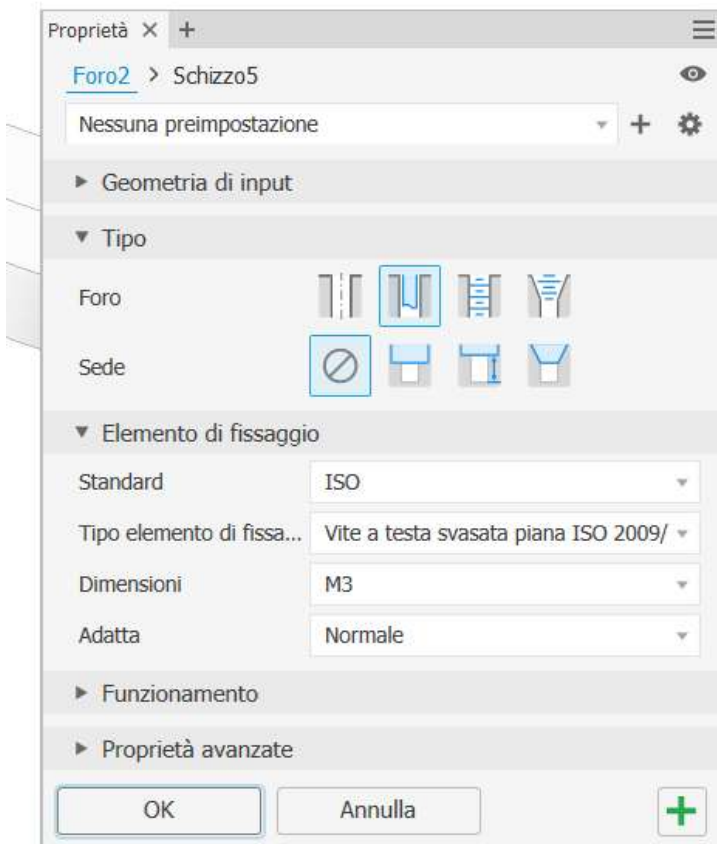 Proprietà
Foro2 > Schizzo5
Nessuna preimpostazione
Geometria di input
Tipo
Foro
Sede
Elemento di fissaggio
Standard ISO
Tipo elemento di fissa... Vite a testa svasata piana ISO 2009/
Dimensioni M3
Adatta Normale
Funzionamento
Proprietà avanzate
OK Annulla